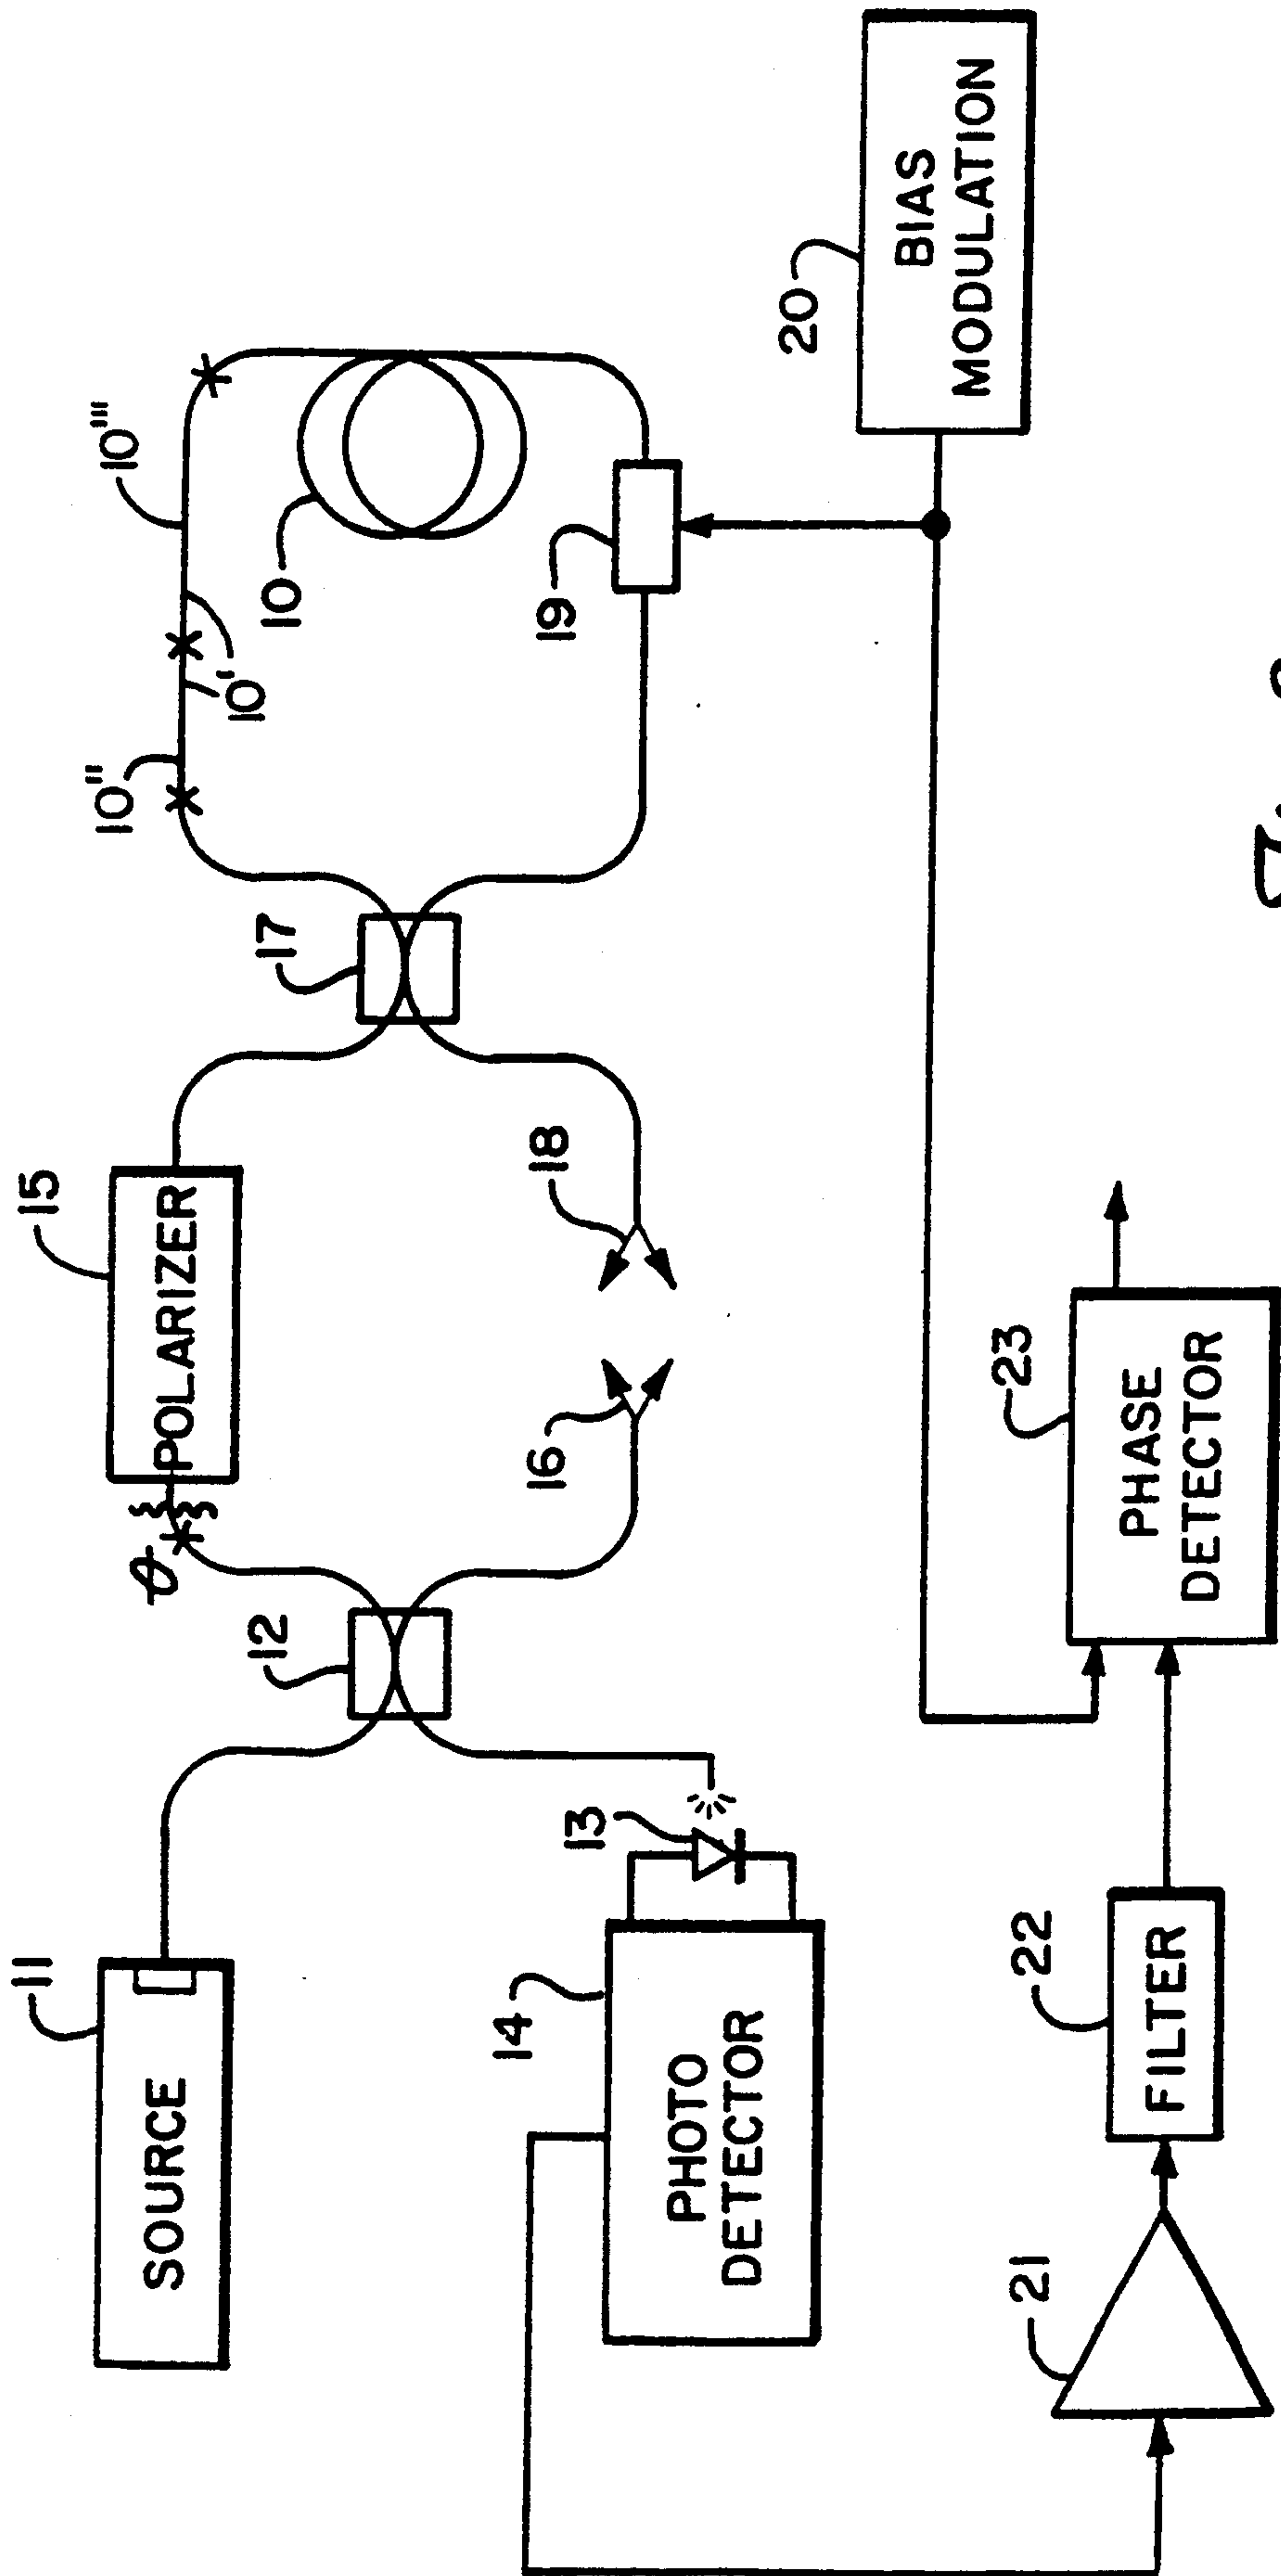 11
SOURCE
12
θ
15
POLARIZER
17
10"
10'
10'''
10
19
20
BIAS
MODULATION
18
16
13
14
PHOTO
DETECTOR
21
22
FILTER
23
PHASE
DETECTOR